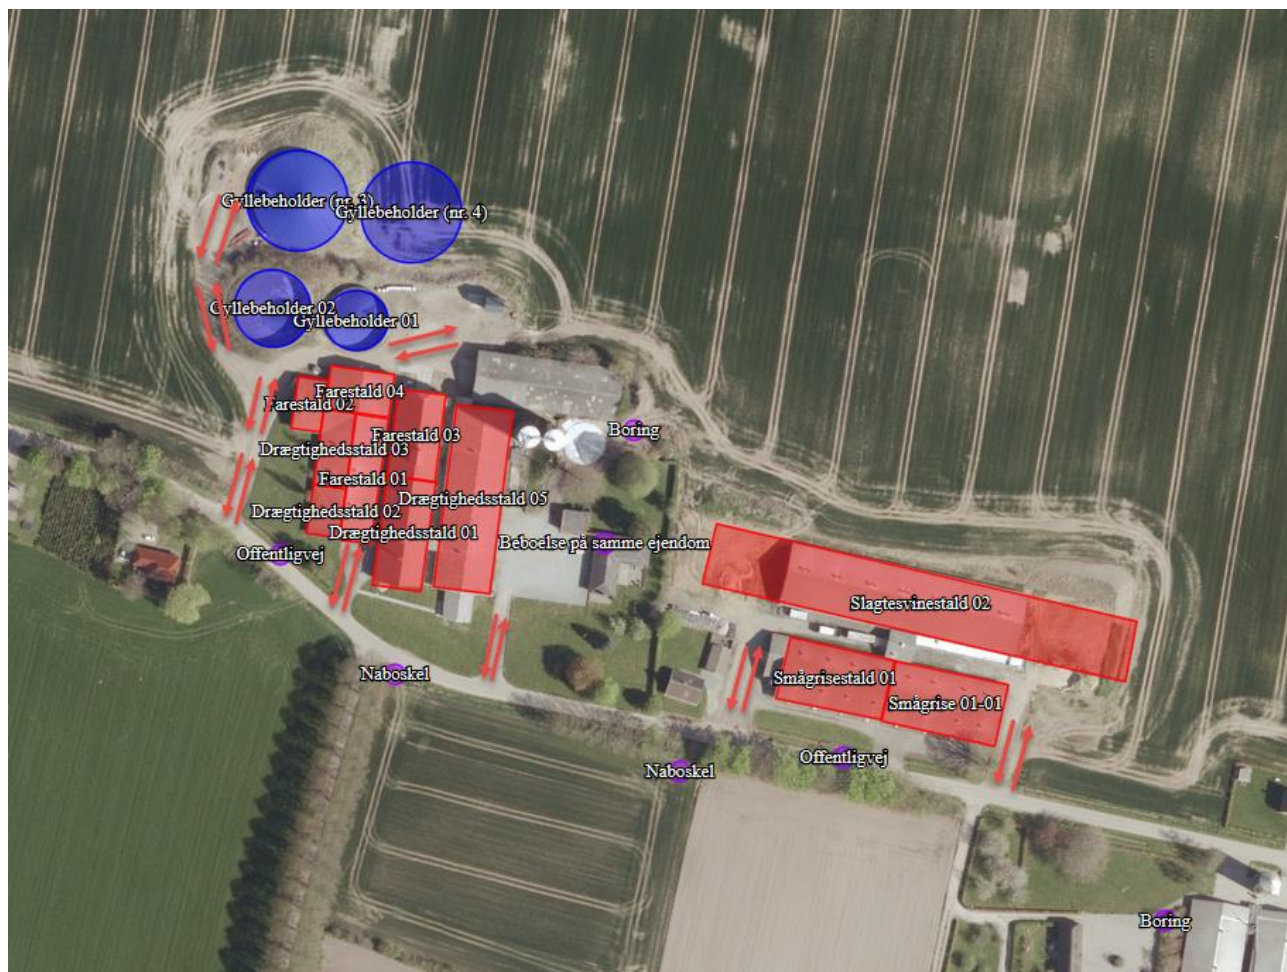 Gyllebeholder (nr. 3)
Gyllebeholder (nr. 4)
Gyllebeholder 02
Gyllebeholder 01
Farestald 04
Farestald 02
Farestald 03
Drægtighedsstald 03
Farestald 01
Drægtighedsstald 05
Drægtighedsstald 02
Drægtighedsstald 01
Boring
Beboelse på samme ejendom
Offentligvej
Naboskel
Slagtesvinestald 02
Smågrisestald 01
Smågrise 01-01
Offentligvej
Naboskel
Boring